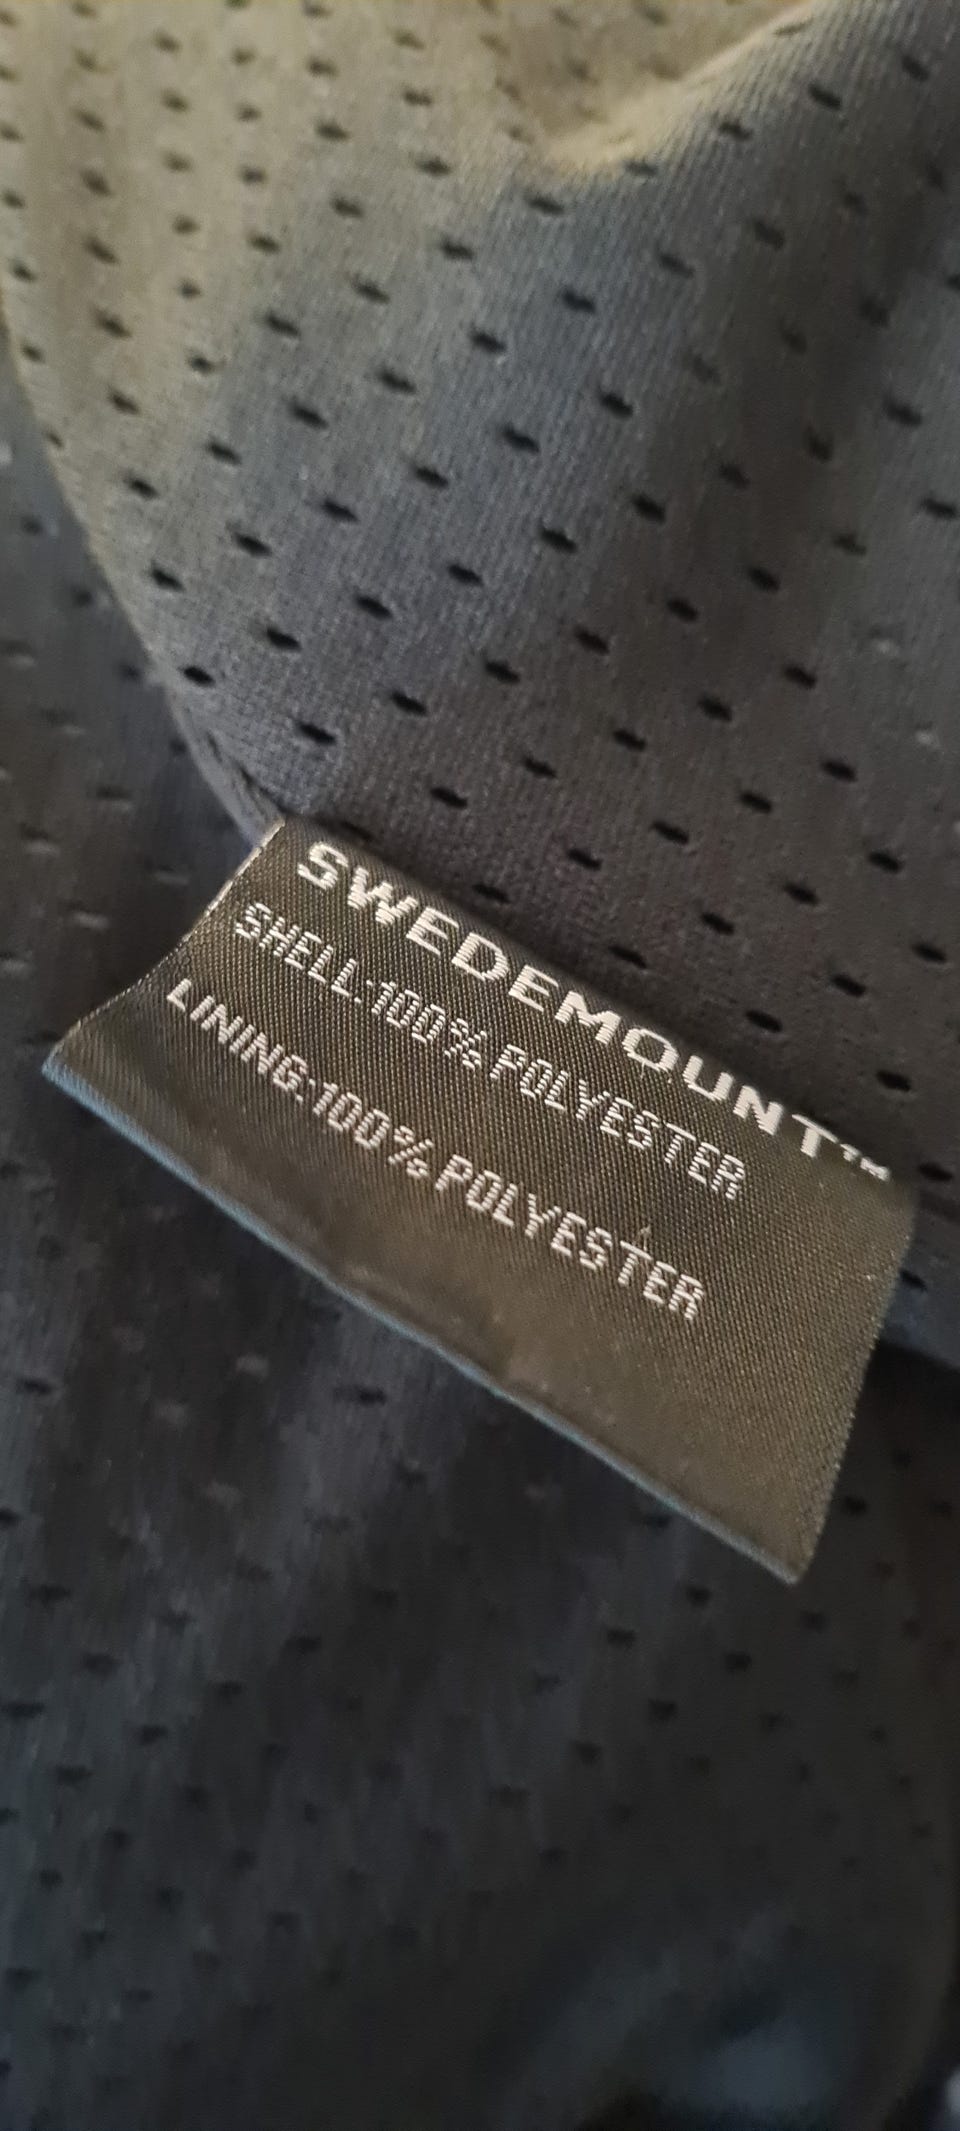 SWEDEMOUNT™
SHELL:100% POLYESTER
LINING:100% POLYESTER